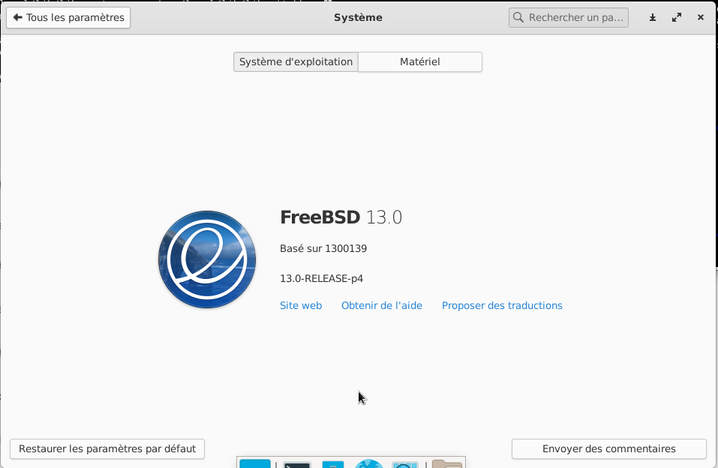 Tous les paramètres
Système
Rechercher un pa...
Système d'exploitation
Matériel
FreeBSD 13.0
Basé sur 1300139
13.0-RELEASE-p4
Site web Obtenir de l'aide Proposer des traductions
Restaurer les paramètres par défaut
Envoyer des commentaires